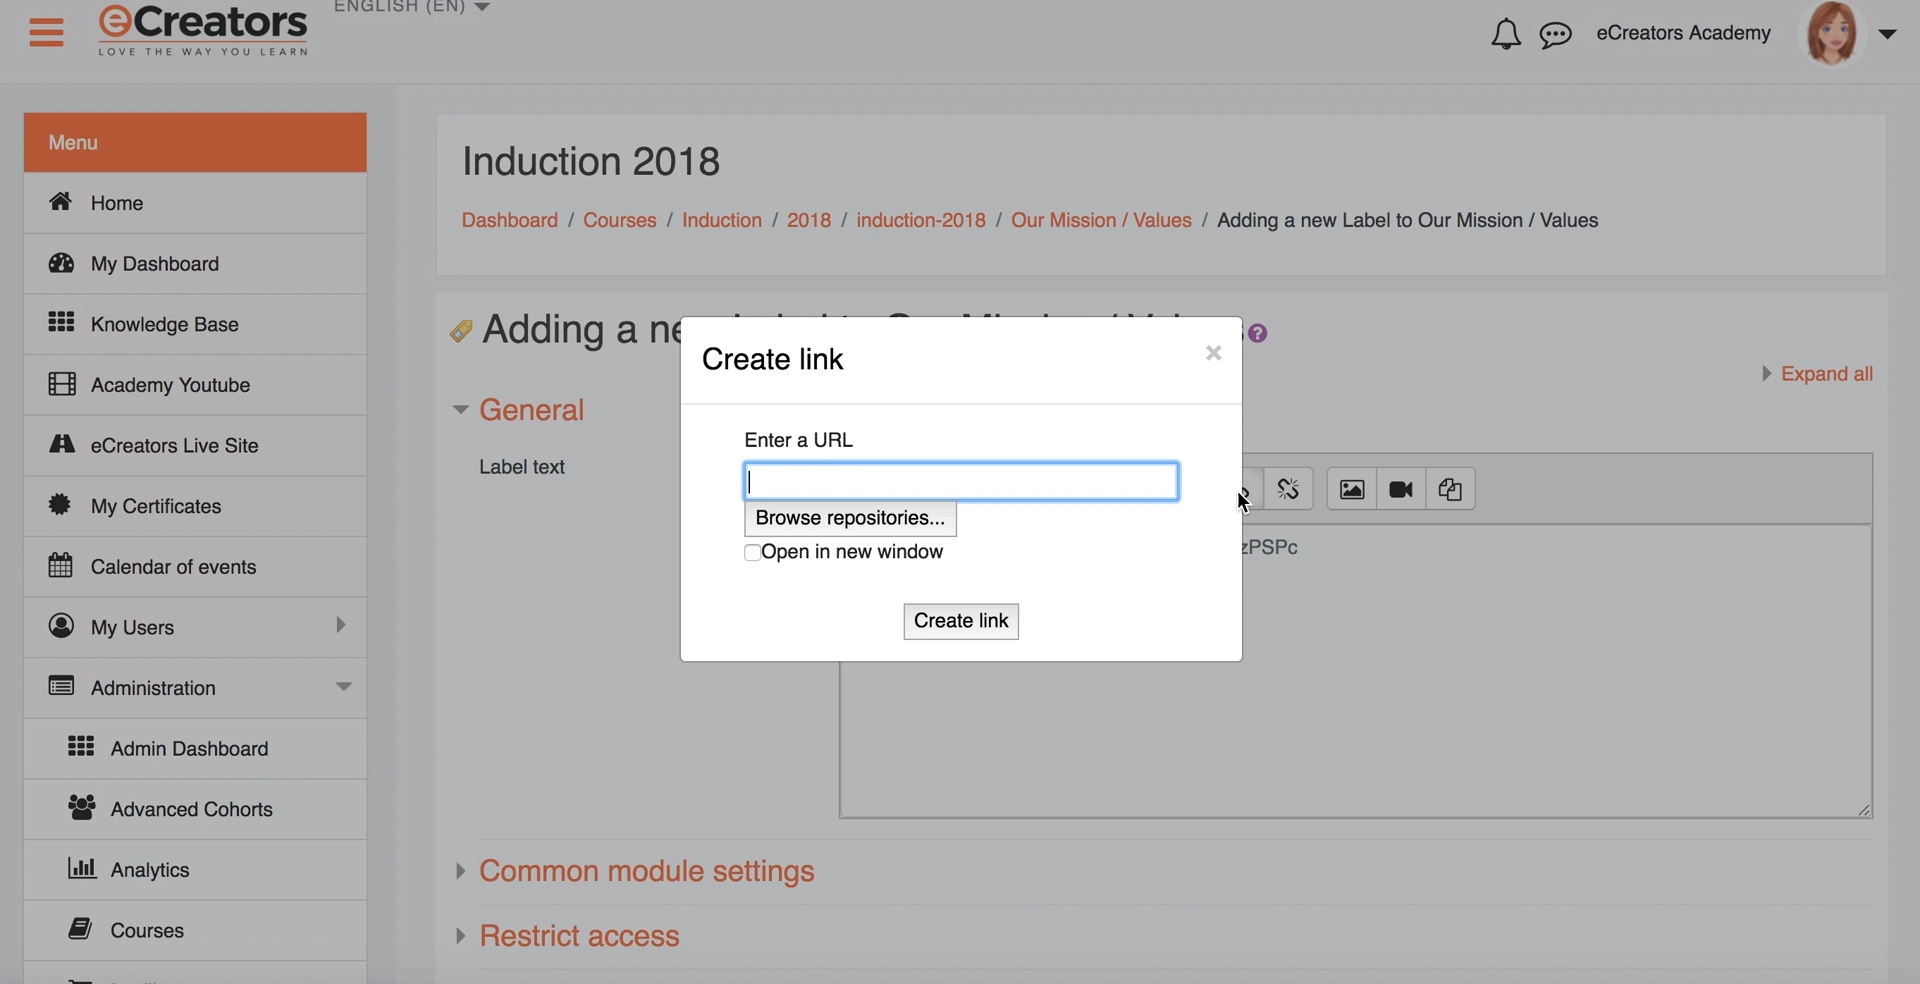 ENGLISH (EN)
eCreators
LOVE THE WAY YOU LEARN
eCreators Academy
Menu
Home
My Dashboard
Knowledge Base
Academy Youtube
eCreators Live Site
My Certificates
Calendar of events
My Users
Administration
Admin Dashboard
Advanced Cohorts
Analytics
Courses
Induction 2018
Dashboard / Courses / Induction / 2018 / induction-2018 / Our Mission / Values / Adding a new Label to Our Mission / Values
Adding a
Expand all
General
Label text
zPSPc
Create link
×
Enter a URL
Browse repositories...
Open in new window
Create link
Common module settings
Restrict access